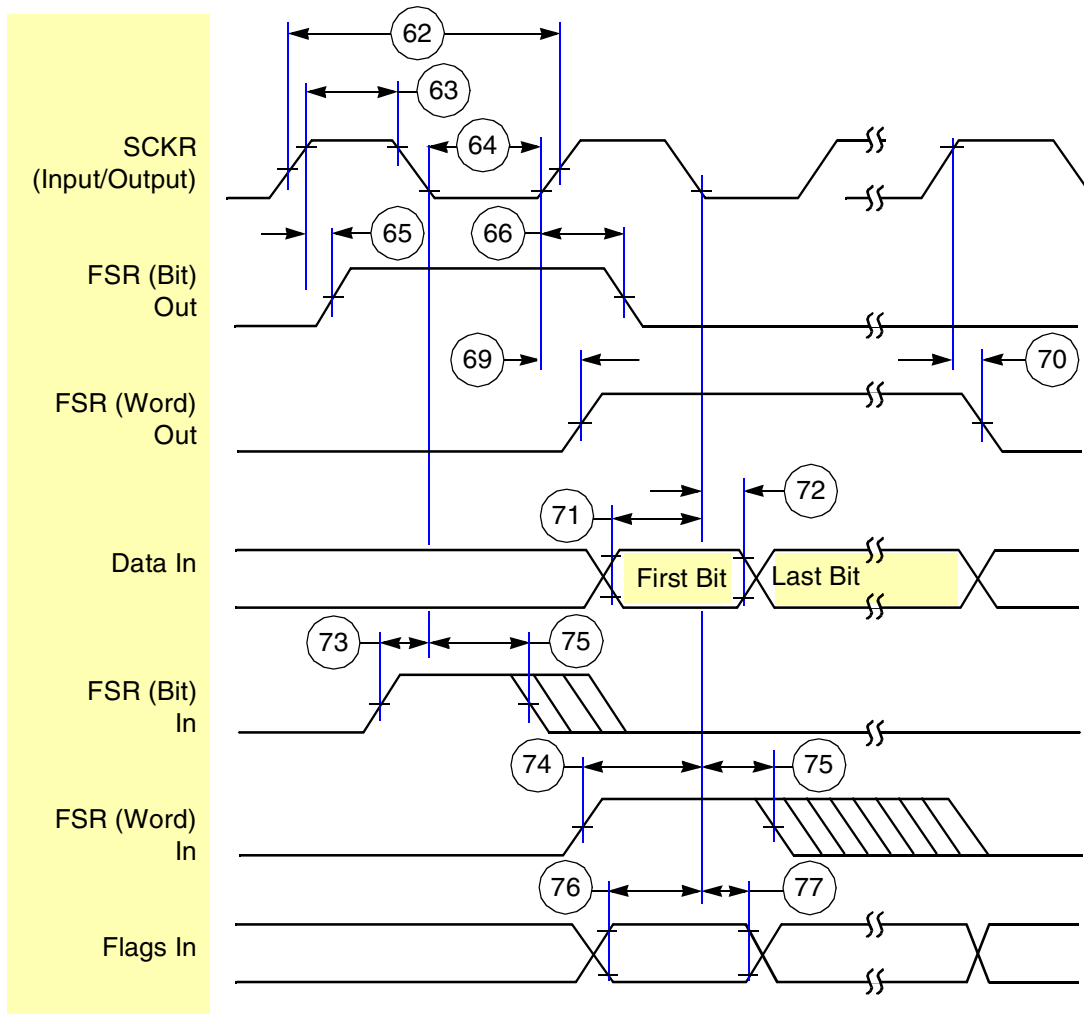 62
63
SCKR
(Input/Output)
64
65
66
FSR (Bit)
Out
69
70
FSR (Word)
Out
71
72
Data In
First Bit
Last Bit
73
75
FSR (Bit)
In
74
75
FSR (Word)
In
76
77
Flags In